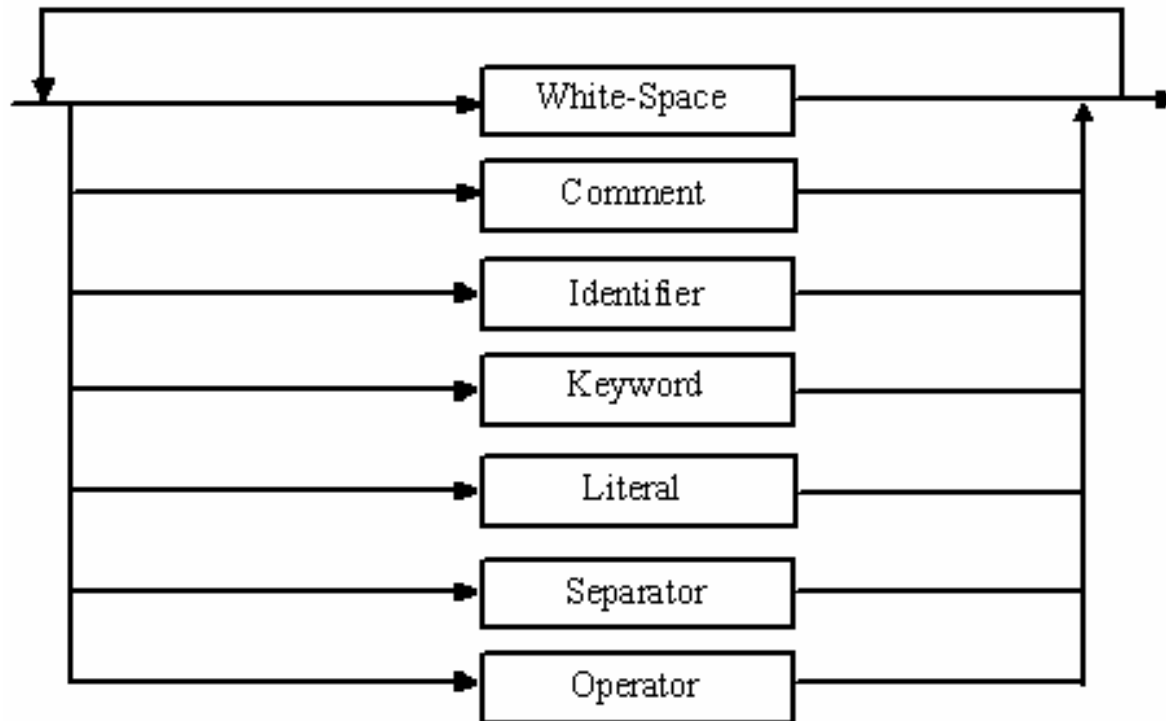 White-Space
Comment
Identifier
Keyword
Literal
Separator
Operator